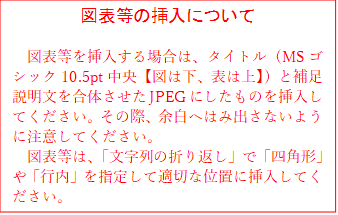 図表等の挿入について
図表等を挿入する場合は、タイトル（MS ゴ
シック 10.5pt 中央【図は下、表は上】）と補足
説明文を合体させた JPEG にしたものを挿入し
てください。その際、余白へはみ出さないよう
に注意してください。
図表等は、「文字列の折り返し」で「四角形」
や「行内」を指定して適切な位置に挿入してく
ださい。